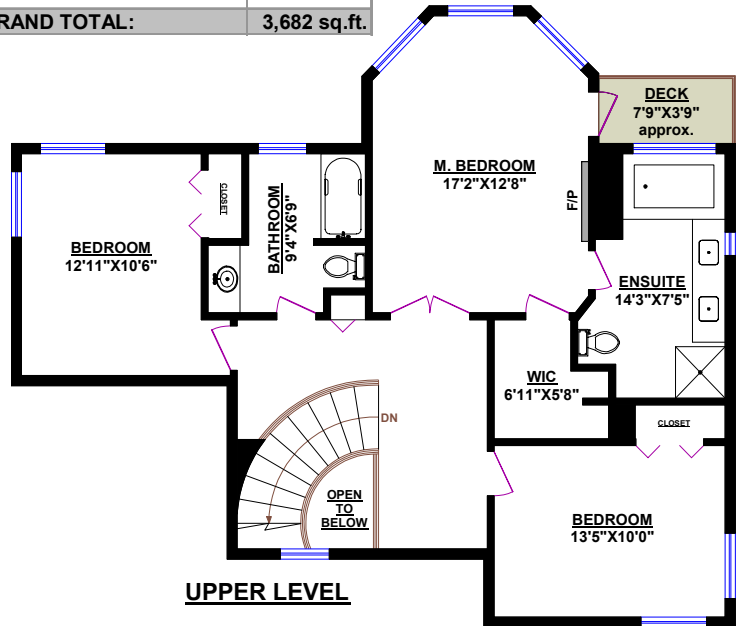 RAND TOTAL: 3,682 sq.ft.
DECK
7'9"X3'9"
approx.
M. BEDROOM
17'2"X12'8"
F/P
CLOSET
BATHROOM
9'4"X6'9"
BEDROOM
12'11"X10'6"
ENSUITE
14'3"X7'5"
WIC
6'11"X5'8"
DN
CLOSET
OPEN
TO
BELOW
BEDROOM
13'5"X10'0"
UPPER LEVEL